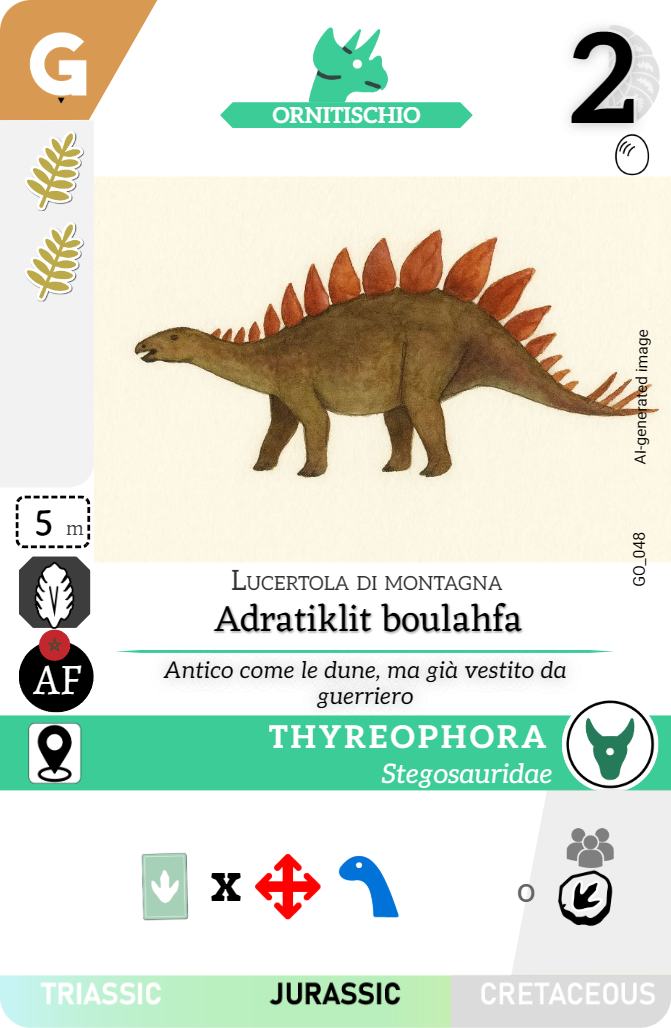 G
ORNITISCHIO
2
AI-generated image
GO_048
5 m
AF
Lucertola di montagna
Adratiklit boulahfa
Antico come le dune, ma già vestito da
guerriero
THYREOPHORA
Stegosauridae
x
o
TRIASSIC
JURASSIC
CRETACEOUS